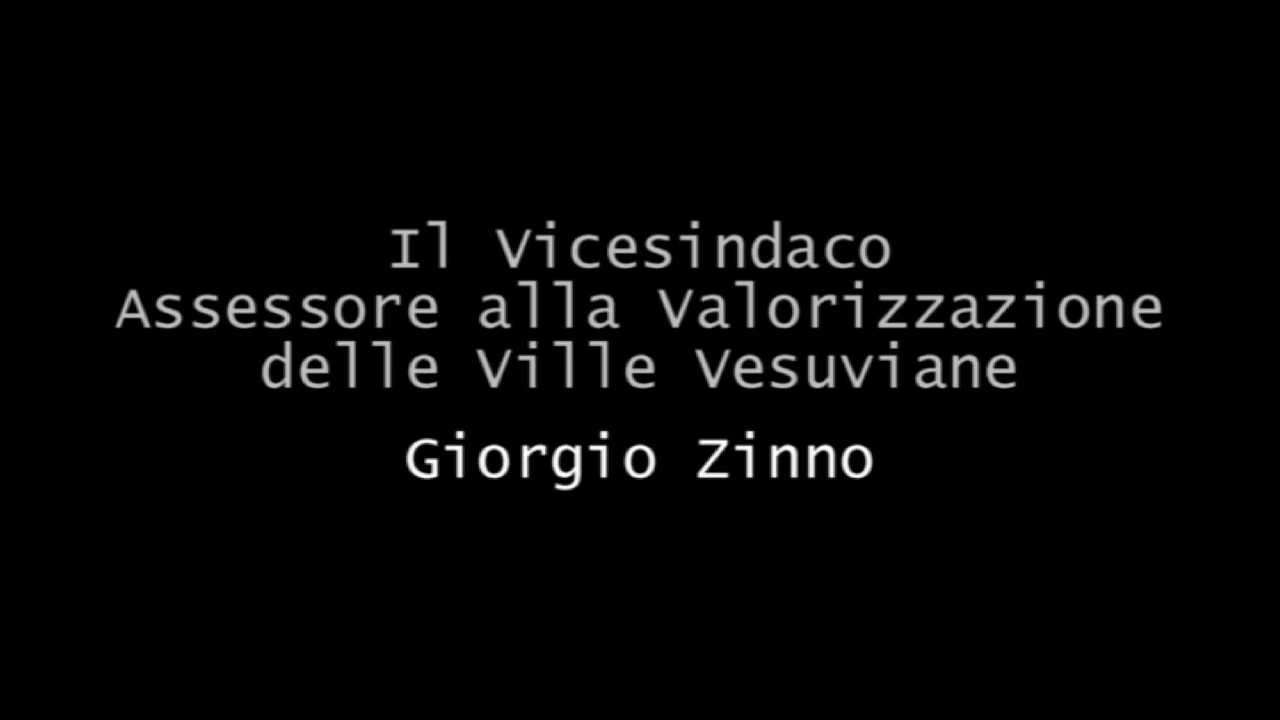 Il Vicesindaco
Assessore alla Valorizzazione
delle Ville Vesuviane
Giorgio Zinno